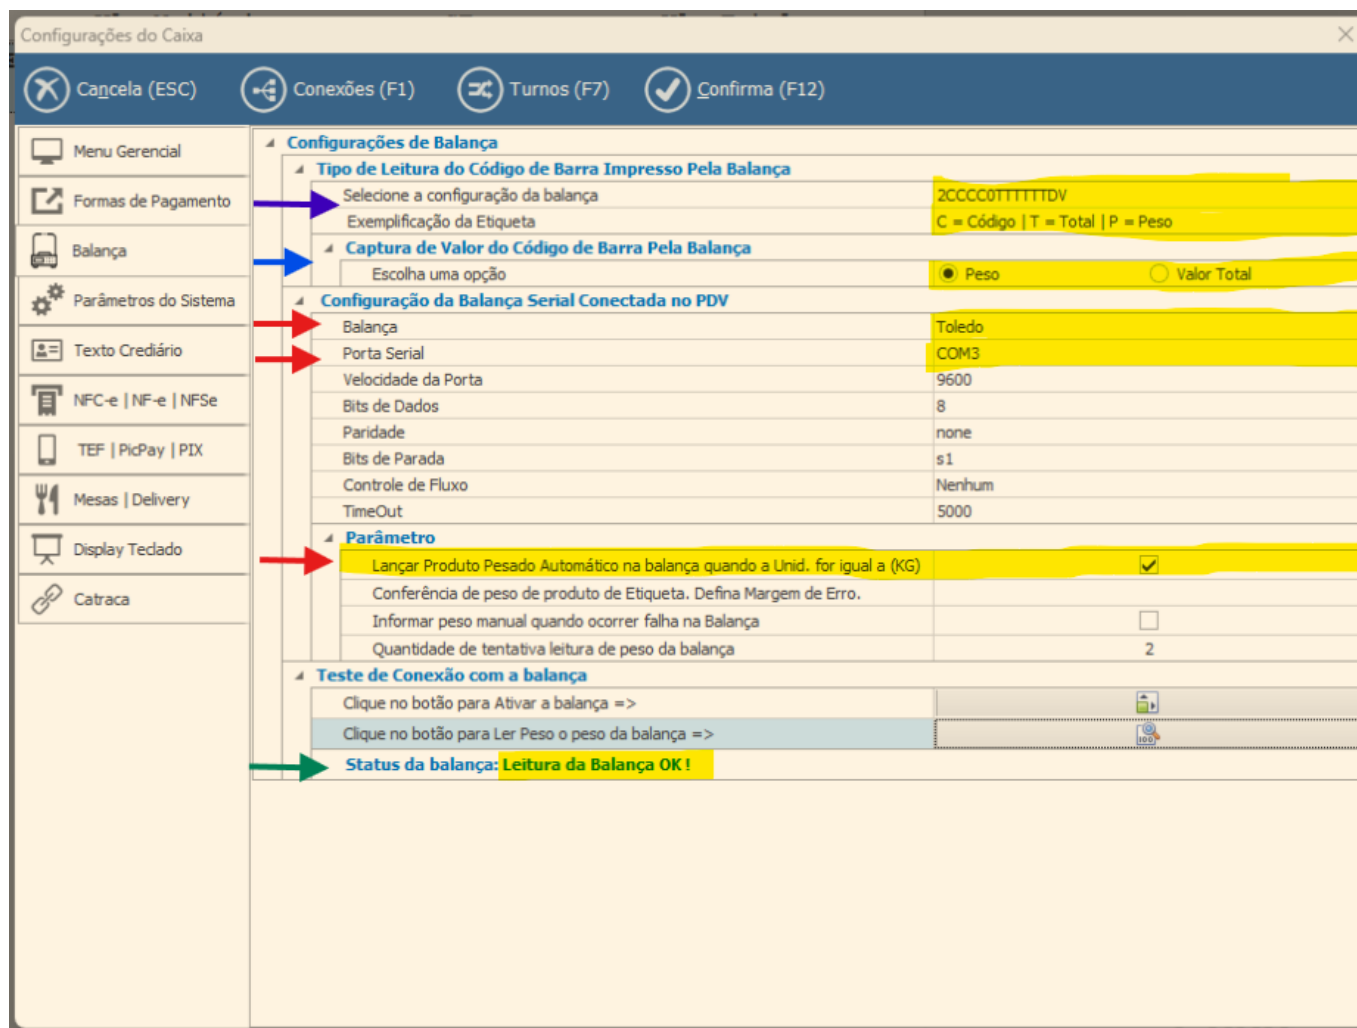 Configurações do Caixa
Cancela (ESC) Conexões (F1) Turnos (F7) Confirma (F12)
Menu Gerencial
Formas de Pagamento
Balança
Parâmetros do Sistema
Texto Crediário
NFC-e | NF-e | NFSe
TEF | PicPay | PIX
Mesas | Delivery
Display Teclado
Catraca
Configurações de Balança
Tipo de Leitura do Código de Barra Impresso Pela Balança
Selecione a configuração da balança 2CCCC0TTTTTTDV
Exemplificação da Etiqueta C = Código | T = Total | P = Peso
Captura de Valor do Código de Barra Pela Balança
Escolha uma opção Peso Valor Total
Configuração da Balança Serial Conectada no PDV
Balança Toledo
Porta Serial COM3
Velocidade da Porta 9600
Bits de Dados 8
Paridade none
Bits de Parada s1
Controle de Fluxo Nenhum
TimeOut 5000
Parâmetro
Lançar Produto Pesado Automático na balança quando a Unid. for igual a (KG)
Conferência de peso de produto de Etiqueta. Defina Margem de Erro.
Informar peso manual quando ocorrer falha na Balança
Quantidade de tentativa leitura de peso da balança 2
Teste de Conexão com a balança
Clique no botão para Ativar a balança =>
Clique no botão para Ler Peso o peso da balança =>
Status da balança: Leitura da Balança OK !